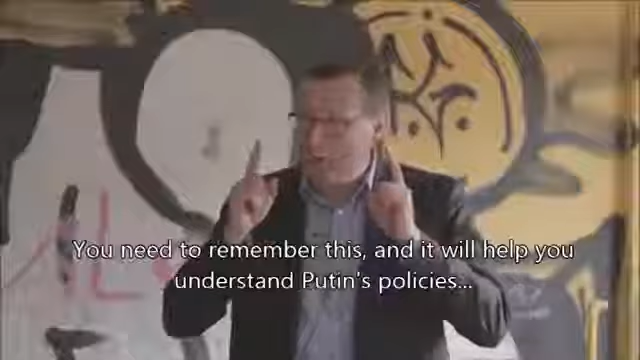 You need to remember this, and it will help you
understand Putin's policies...